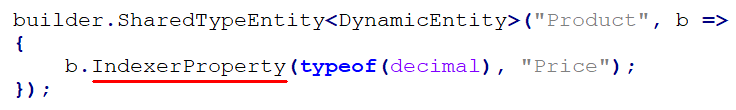 builder.SharedTypeEntity<DynamicEntity>("Product", b =>
{
    b.IndexerProperty(typeof(decimal), "Price");
});